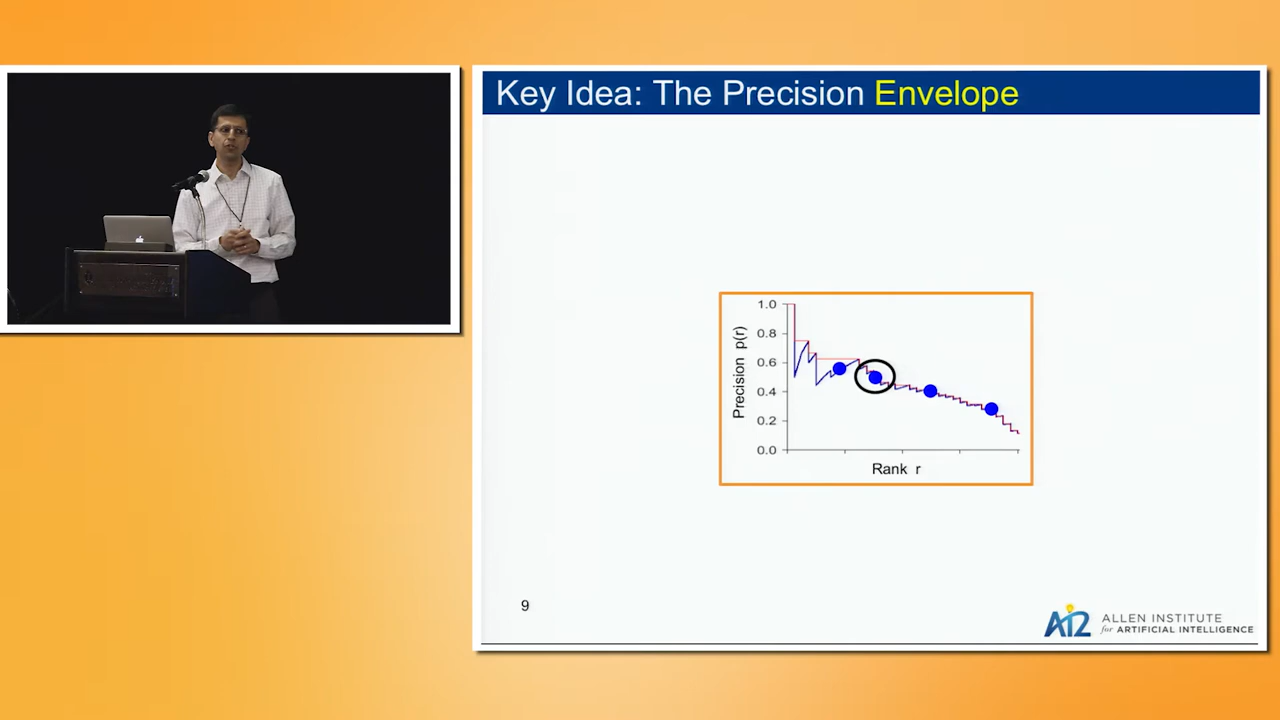 Key Idea: The Precision Envelope
Precision p(r)
1.0
0.8
0.6
0.4
0.2
0.0
Rank r
9
AI2
ALLEN INSTITUTE
for ARTIFICIAL INTELLIGENCE